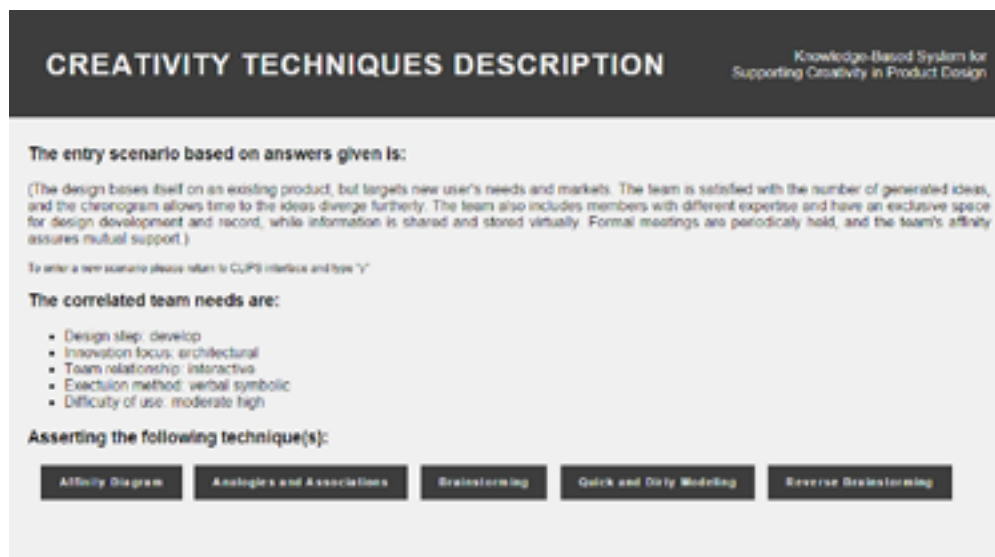 CREATIVITY TECHNIQUES DESCRIPTION
Knowledge-Based System for
Supporting Creativity in Product Design
The entry scenario based on answers given is:
(The design bases itself on an existing product, but targets new user's needs and markets. The team is satisfied with the number of generated ideas,
and the chronogram allows time to the ideas diverge furtherly. The team also includes members with different expertise and have an exclusive space
for design development and record, while information is shared and stored virtually. Formal meetings are periodicaly held, and the team's affinity
assures mutual support.)
To enter a new scenario please return to CLIPS interface and type "y"
The correlated team needs are:
Design step: develop
Innovation focus: architectural
Team relationship: interactive
Exectuion method: verbal symbolic
Difficulty of use: moderate high
Asserting the following technique(s):
Affinity Diagram
Analogies and Associations
Brainstorming
Quick and Dirty Modeling
Reverse Brainstorming